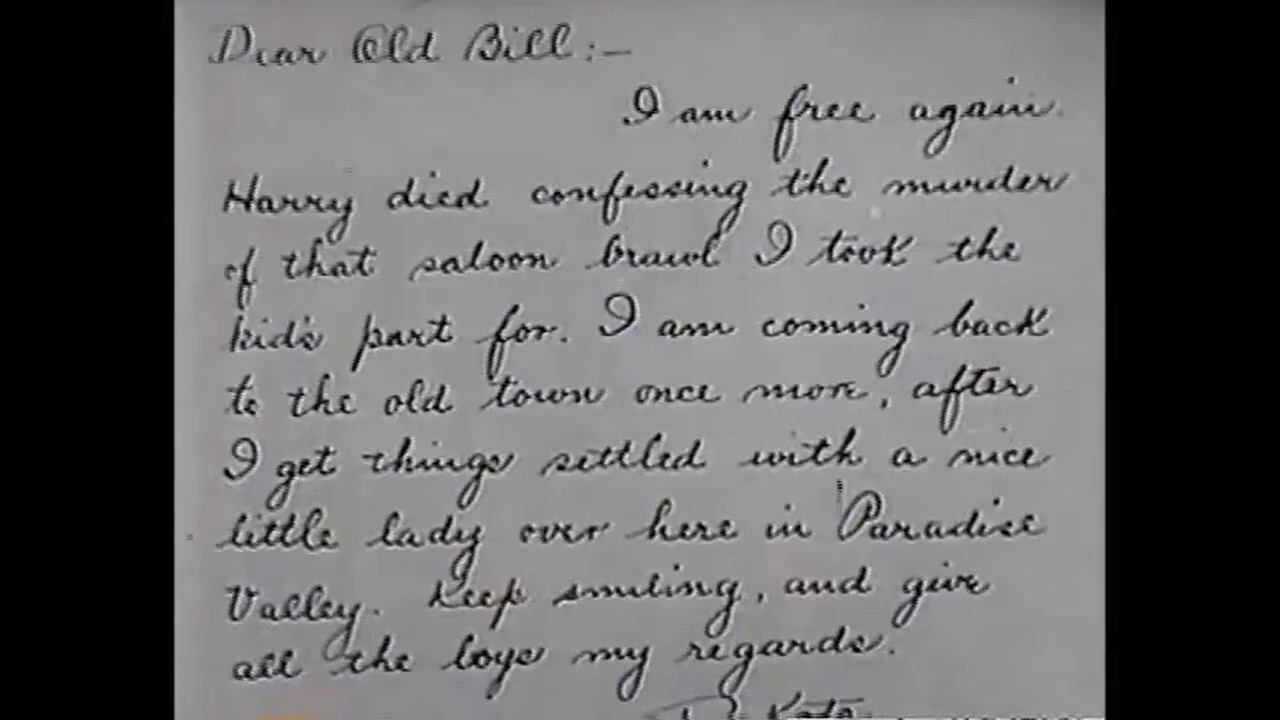 Dear Old Bill:—
I am free again.
Harry died confessing the murder
of that saloon brawl I took the
kid's part for. I am coming back
to the old town once more, after
I get things settled with a nice
little lady over here in Paradise
Valley. Keep smiling, and give
all the boys my regards.